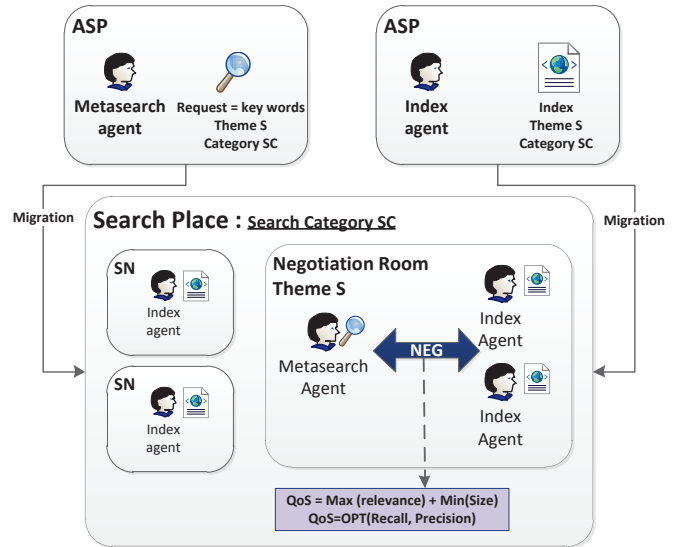 ASP
Metasearch
agent
Request = key words
Theme S
Category SC
ASP
Index
agent
Index
Theme S
Category SC
Migration
Migration
Search Place : Search Category SC
SN
Index
agent
SN
Index
agent
Negotiation Room
Theme S
Metasearch
Agent
NEG
Index
Agent
Index
Agent
QoS = Max (relevance) + Min(Size)
QoS=OPT(Recall, Precision)